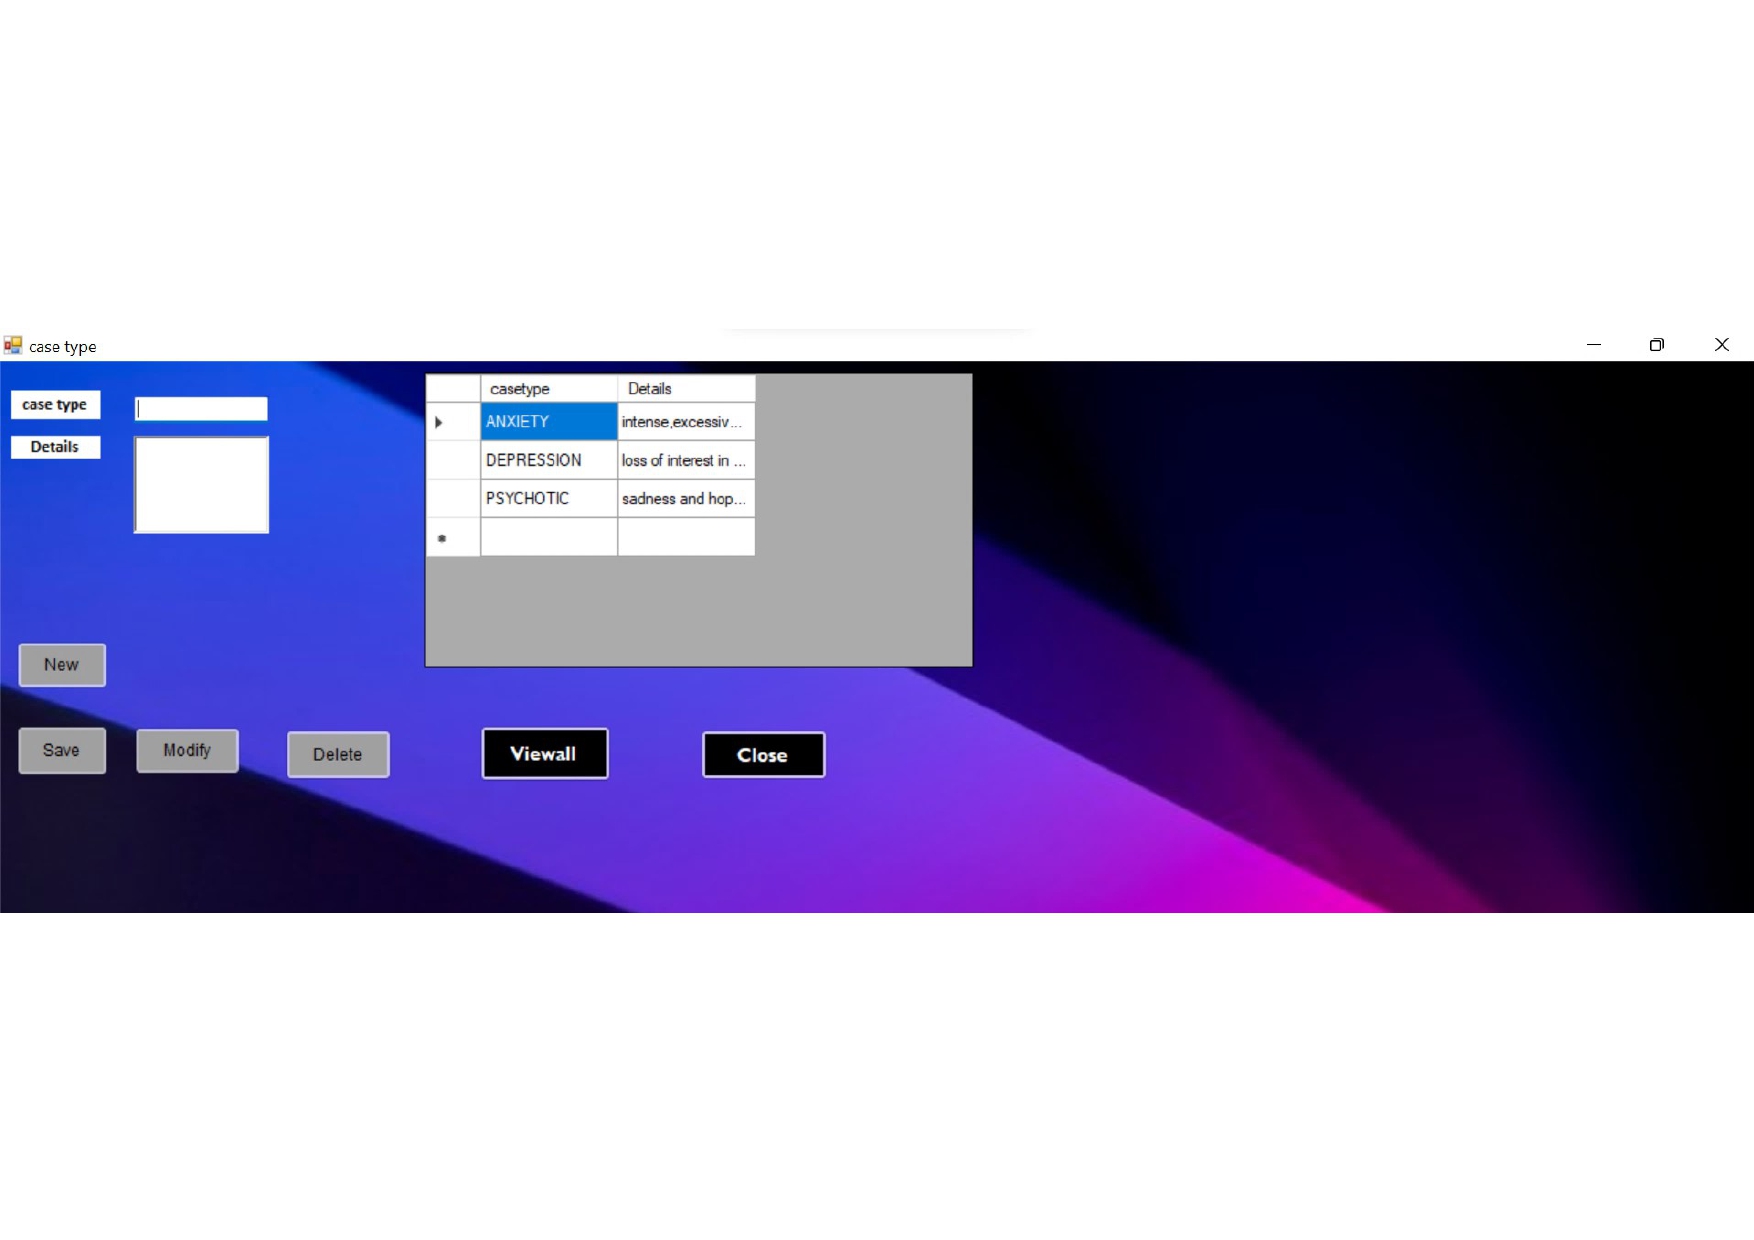 case type
case type
Details
casetype Details
ANXIETY intense,excessiv...
DEPRESSION loss of interest in ...
PSYCHOTIC sadness and hop...
New
Save Modify Delete Viewall Close